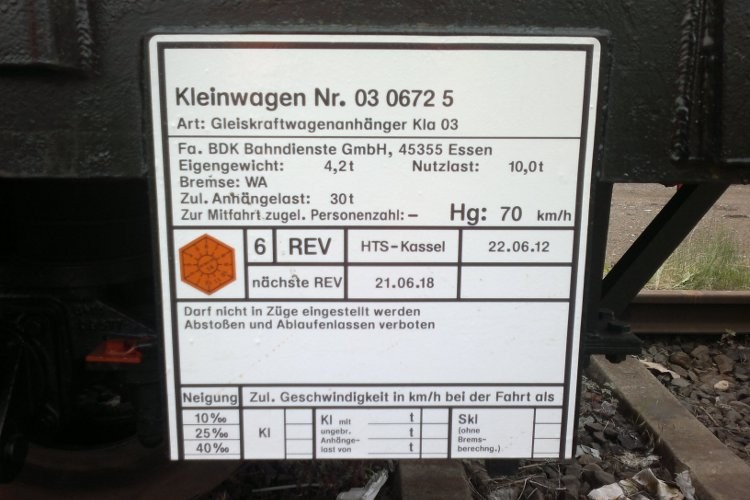 Kleinwagen Nr. 03 0672 5
Art: Gleiskraftwagenanhänger Kla 03
Fa. BDK Bahndienste GmbH, 45355 Essen
Eigengewicht: 4,2t Nutzlast: 10,0t
Bremse: WA
Zul. Anhängelast: 30t
Zur Mitfahrt zugel. Personenzahl: – Hg: 70 km/h
6 REV HTS-Kassel 22.06.12
nächste REV 21.06.18
Darf nicht in Züge eingestellt werden
Abstoßen und Ablaufenlassen verboten
Neigung Zul. Geschwindigkeit in km/h bei der Fahrt als
10‰
25‰
40‰
Kl
Kl mit t
ungebr. t
Anhänge-
last von t
Skl
(ohne
Brems-
berechng.)